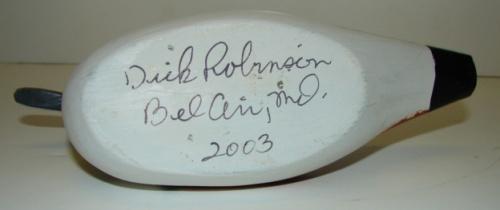 Dick Robinson
Bel Air, Md.
2003